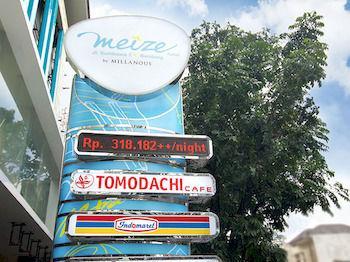 meize
by MILLANOUS
Rp. 318.182++/night
TOMODACHI CAFE
Indomaret